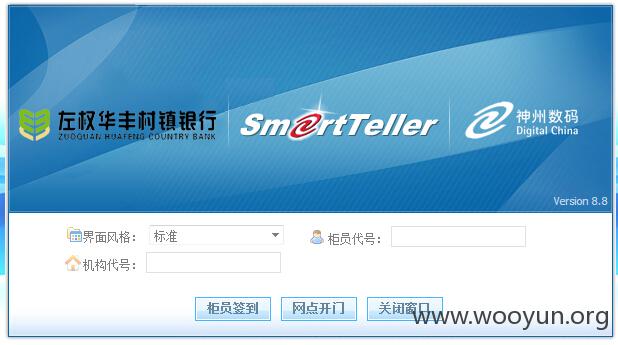 左权华丰村镇银行 SmartTeller 神州数码
ZUOQUAN HUAFENG COUNTRY BANK Digital China
Version 8.8
界面风格： 标准 柜员代号：
机构代号：
柜员签到 网点开门 关闭窗口
www.wooyun.org